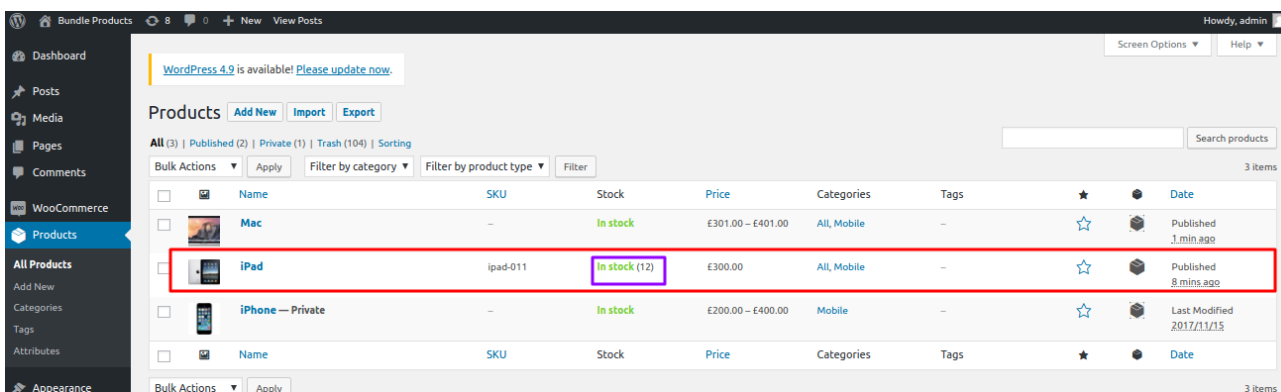 Bundle Products 8 0 + New View Posts Howdy, admin
Dashboard
Posts
Media
Pages
Comments
WooCommerce
Products
All Products
Add New
Categories
Tags
Attributes
Appearance
Screen Options ▼ Help ▼
WordPress 4.9 is available! Please update now.
Products Add New Import Export
All (3) | Published (2) | Private (1) | Trash (104) | Sorting
Search products
Bulk Actions ▼ Apply Filter by category ▼ Filter by product type ▼ Filter 3 items
Name SKU Stock Price Categories Tags Date
Mac – In stock £301.00 – £401.00 All, Mobile – Published
1 min ago
iPad ipad-011 In stock (12) £300.00 All, Mobile – Published
8 mins ago
iPhone — Private – In stock £200.00 – £400.00 Mobile – Last Modified
2017/11/15
Name SKU Stock Price Categories Tags Date
Bulk Actions ▼ Apply 3 items